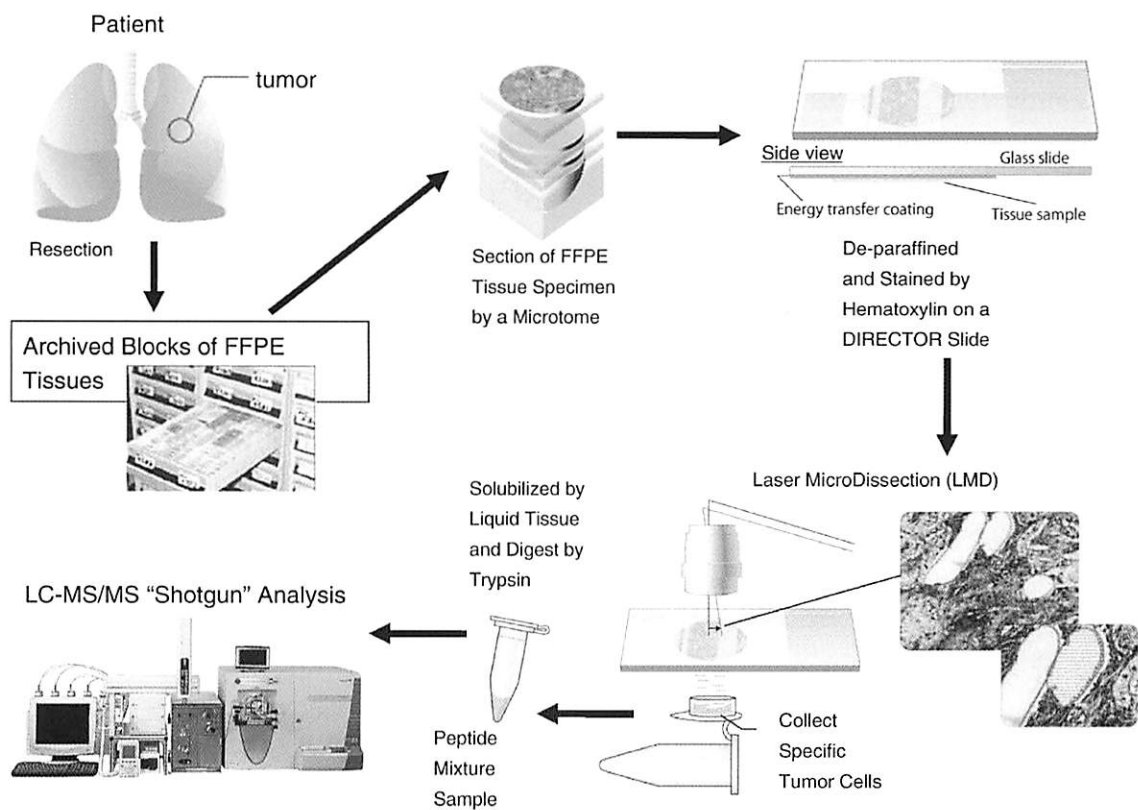 Patient
tumor
Resection
Archived Blocks of FFPE
Tissues
Section of FFPE
Tissue Specimen
by a Microtome
Side view
Glass slide
Energy transfer coating
Tissue sample
De-paraffined
and Stained by
Hematoxylin on a
DIRECTOR Slide
Laser MicroDissection (LMD)
Collect
Specific
Tumor Cells
Solubilized by
Liquid Tissue
and Digest by
Trypsin
Peptide
Mixture
Sample
LC-MS/MS “Shotgun” Analysis